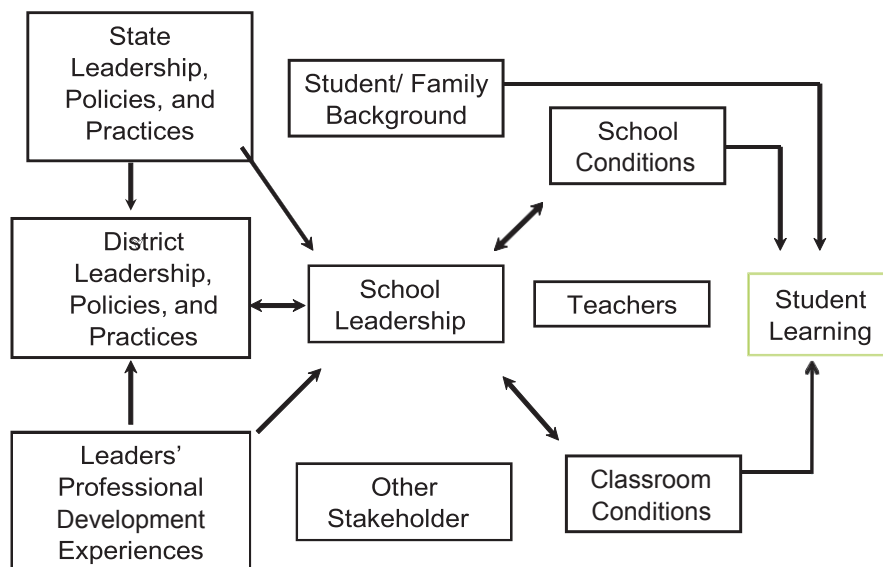 State
Leadership,
Policies, and
Practices
Student/ Family
Background
School
Conditions
District
Leadership,
Policies, and
Practices
School
Leadership
Teachers
Student
Learning
Leaders’
Professional
Development
Experiences
Other
Stakeholder
Classroom
Conditions